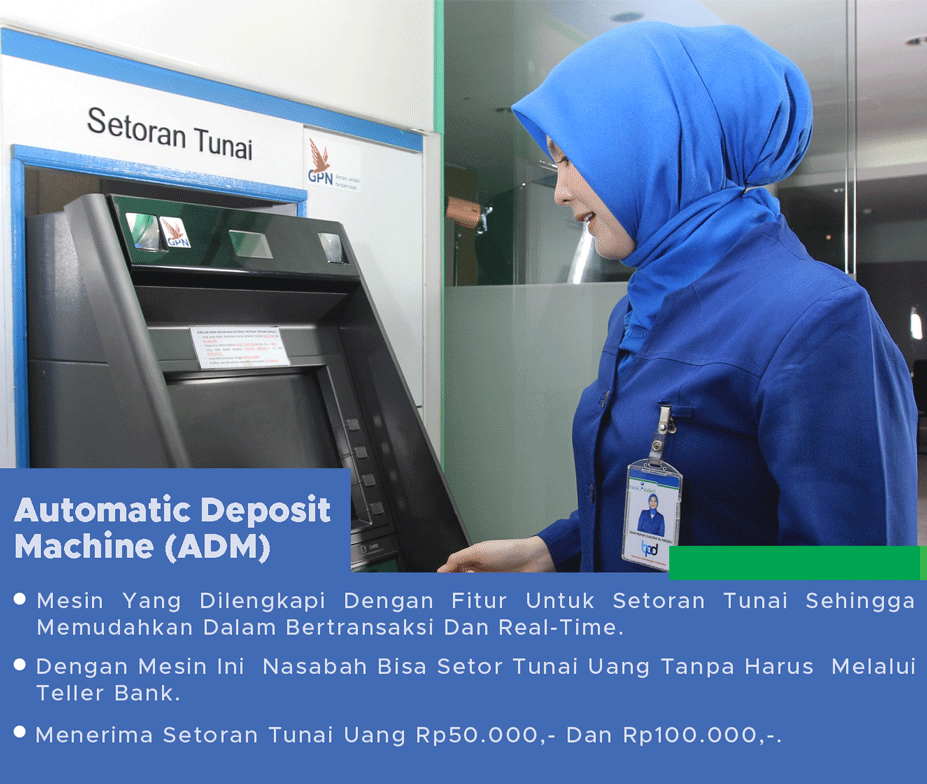 Setoran Tunai
GPN
GPN
bpd
Automatic Deposit
Machine (ADM)
Mesin Yang Dilengkapi Dengan Fitur Untuk Setoran Tunai Sehingga
Memudahkan Dalam Bertransaksi Dan Real-Time.
Dengan Mesin Ini Nasabah Bisa Setor Tunai Uang Tanpa Harus Melalui
Teller Bank.
Menerima Setoran Tunai Uang Rp50.000,- Dan Rp100.000,-.